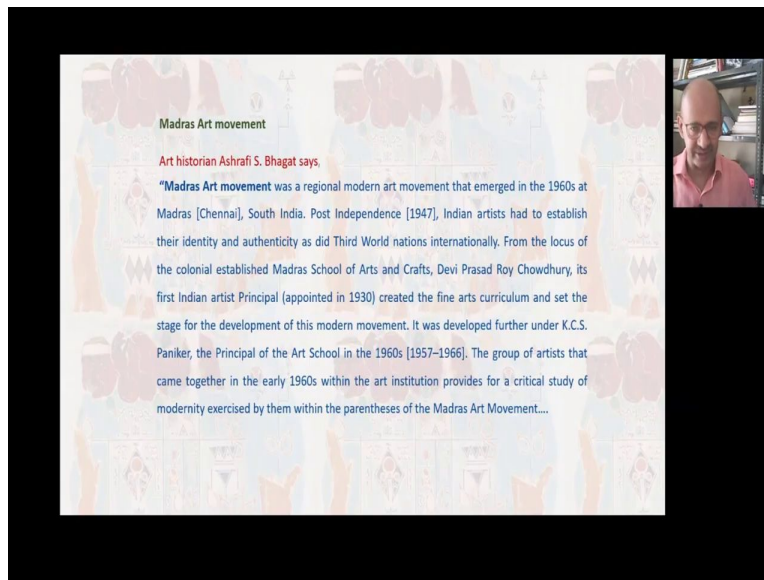 Madras Art movement
Art historian Ashrafi S. Bhagat says,
“Madras Art movement was a regional modern art movement that emerged in the 1960s at
Madras [Chennai], South India. Post Independence [1947], Indian artists had to establish
their identity and authenticity as did Third World nations internationally. From the locus of
the colonial established Madras School of Arts and Crafts, Devi Prasad Roy Chowdhury, its
first Indian artist Principal (appointed in 1930) created the fine arts curriculum and set the
stage for the development of this modern movement. It was developed further under K.C.S.
Paniker, the Principal of the Art School in the 1960s [1957–1966]. The group of artists that
came together in the early 1960s within the art institution provides for a critical study of
modernity exercised by them within the parentheses of the Madras Art Movement....